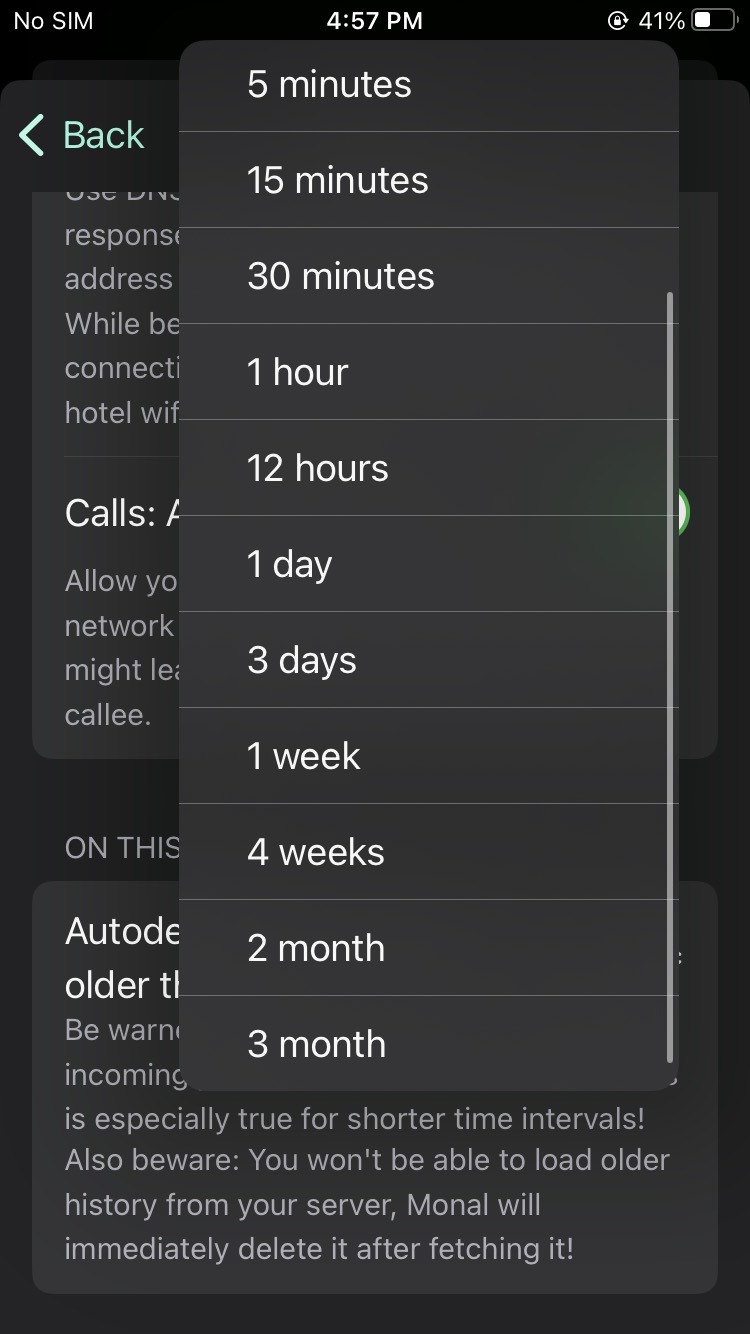 No SIM
4:57 PM
41%
Back
5 minutes
15 minutes
30 minutes
1 hour
12 hours
1 day
3 days
1 week
4 weeks
2 month
3 month
Use
response
address
While be
connecti
hotel wif
Calls:
Allow yo
network
might lea
callee.
ON THIS
Autode
older th
Be warne
incoming
is especially true for shorter time intervals!
Also beware: You won't be able to load older
history from your server, Monal will
immediately delete it after fetching it!